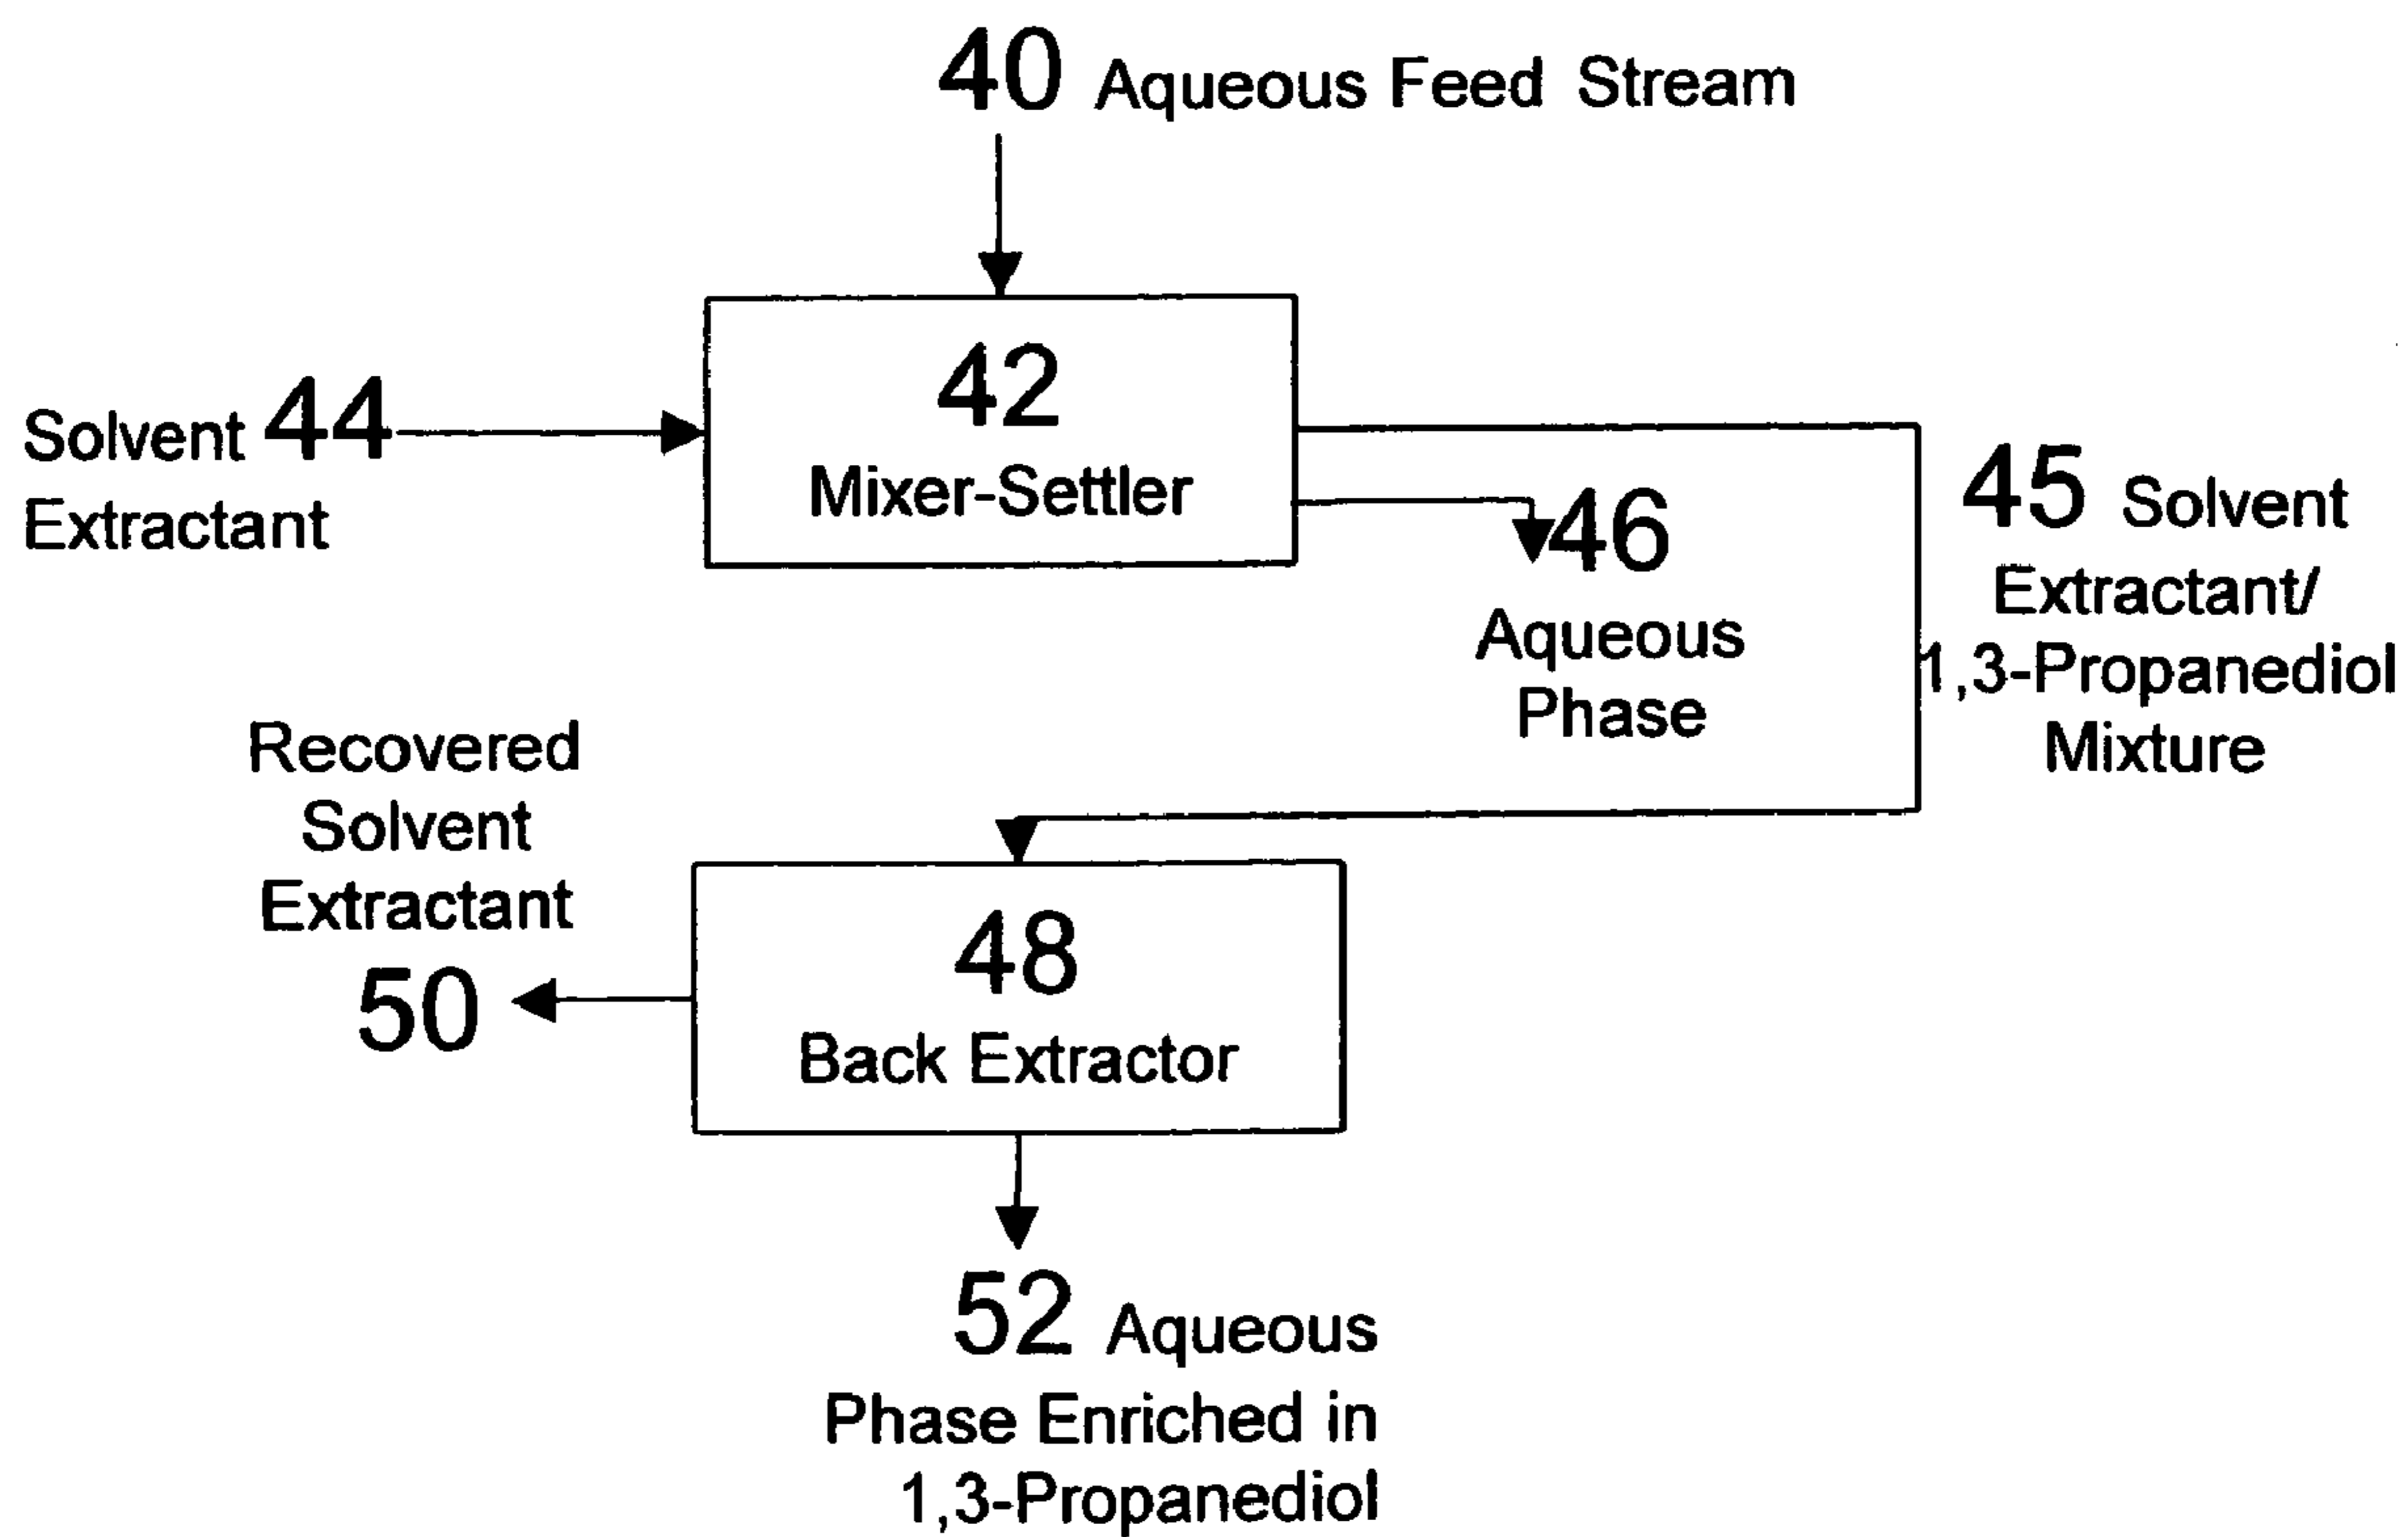 40 Aqueous Feed Stream
42
Mixer-Settler
Solvent 44
Extractant
46
Aqueous
Phase
45 Solvent
Extractant/
1,3-Propanediol
Mixture
Recovered
Solvent
Extractant
50
48
Back Extractor
52 Aqueous
Phase Enriched in
1,3-Propanediol